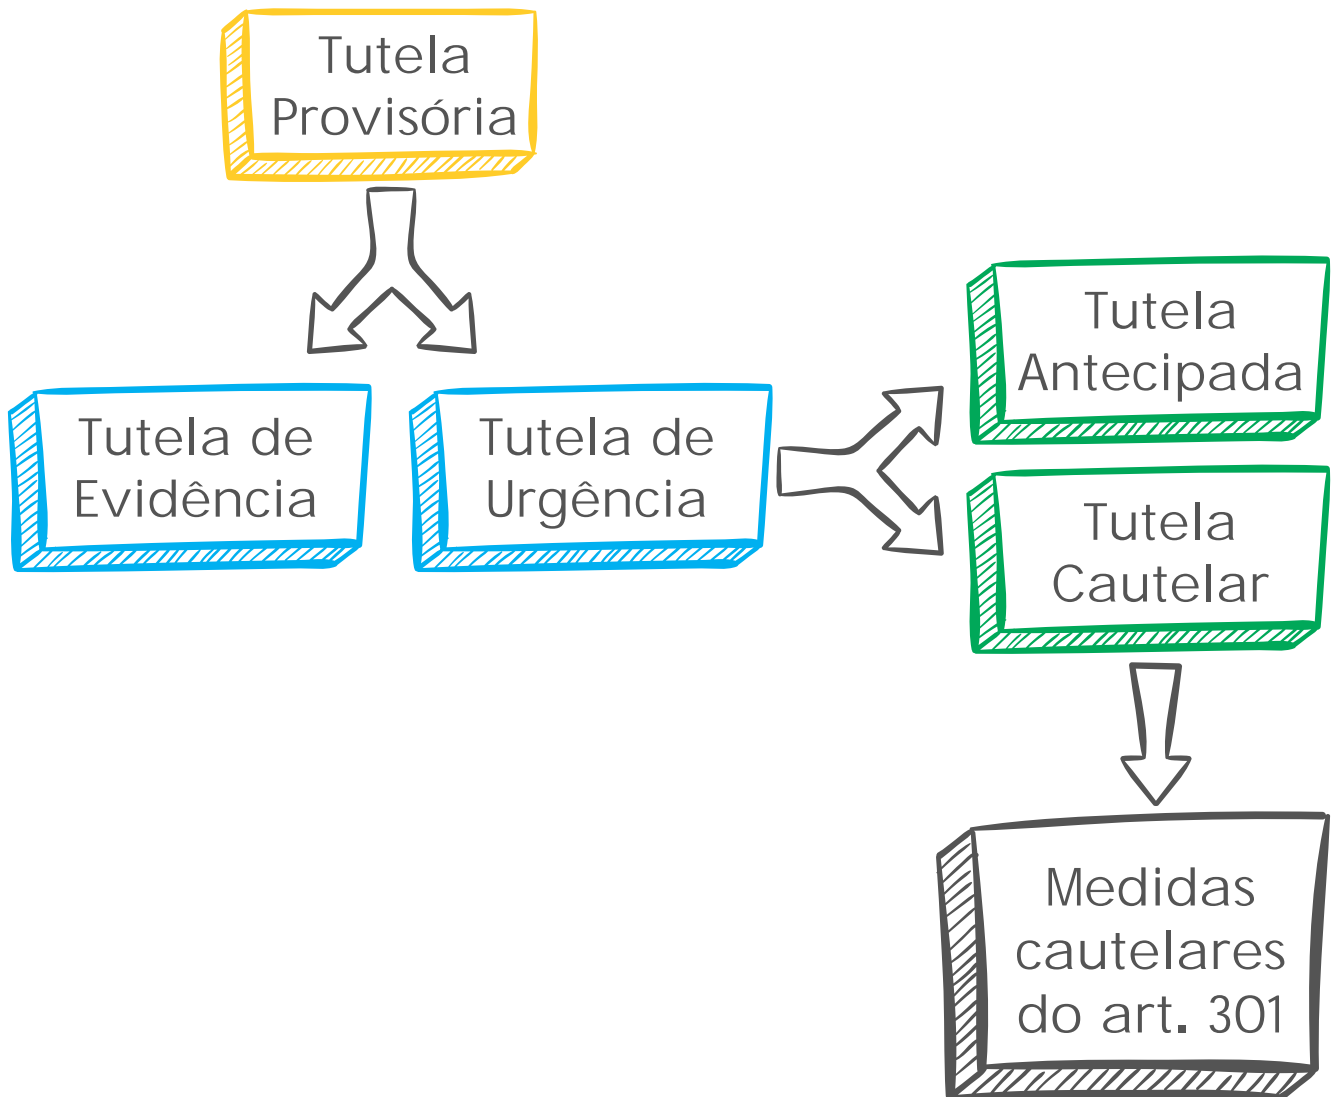 Tutela
Provisória
Tutela de
Evidência
Tutela de
Urgência
Tutela
Antecipada
Tutela
Cautelar
Medidas
cautelares
do art. 301